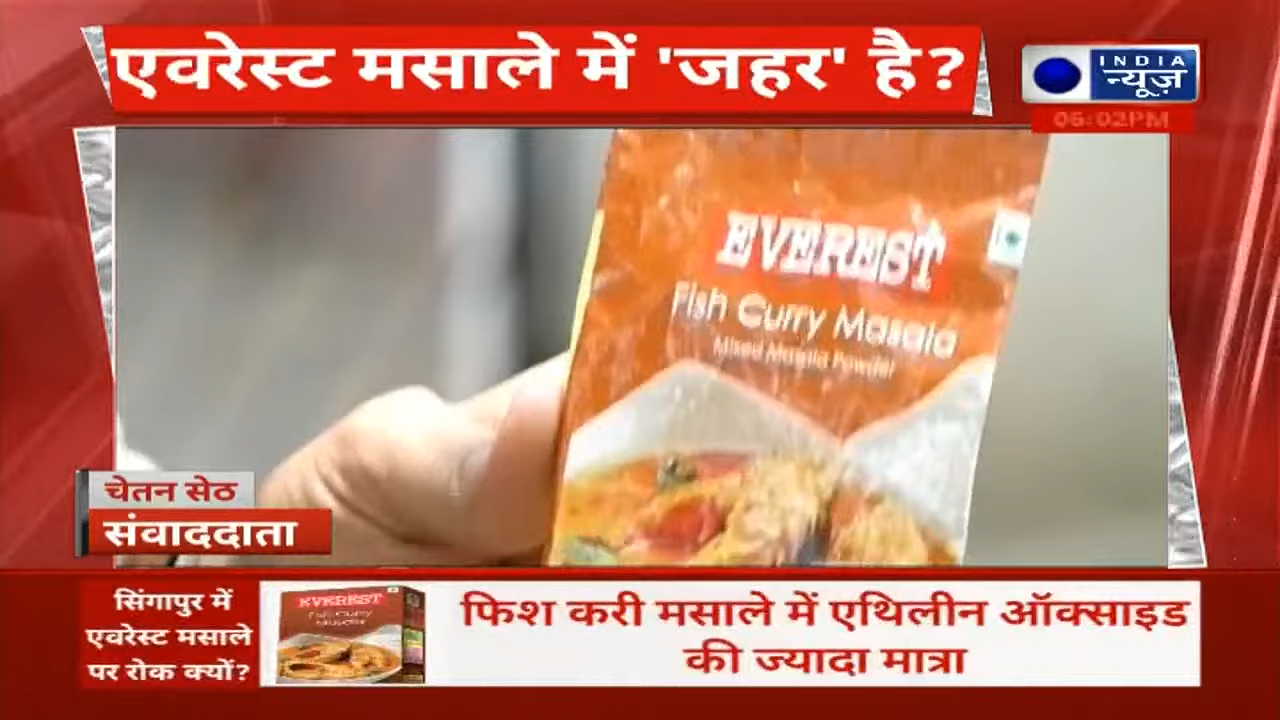 एवरेस्ट मसाले में 'जहर' है?
INDIA
न्यूज़
06:02PM
EVEREST
Fish Curry Masala
Mixed Masala Powder
चेतन सेठ
संवाददाता
सिंगापुर में
एवरेस्ट मसाले
पर रोक क्यों?
EVEREST
Fish Curry
Masala
फिश करी मसाले में एथिलीन ऑक्साइड
की ज्यादा मात्रा